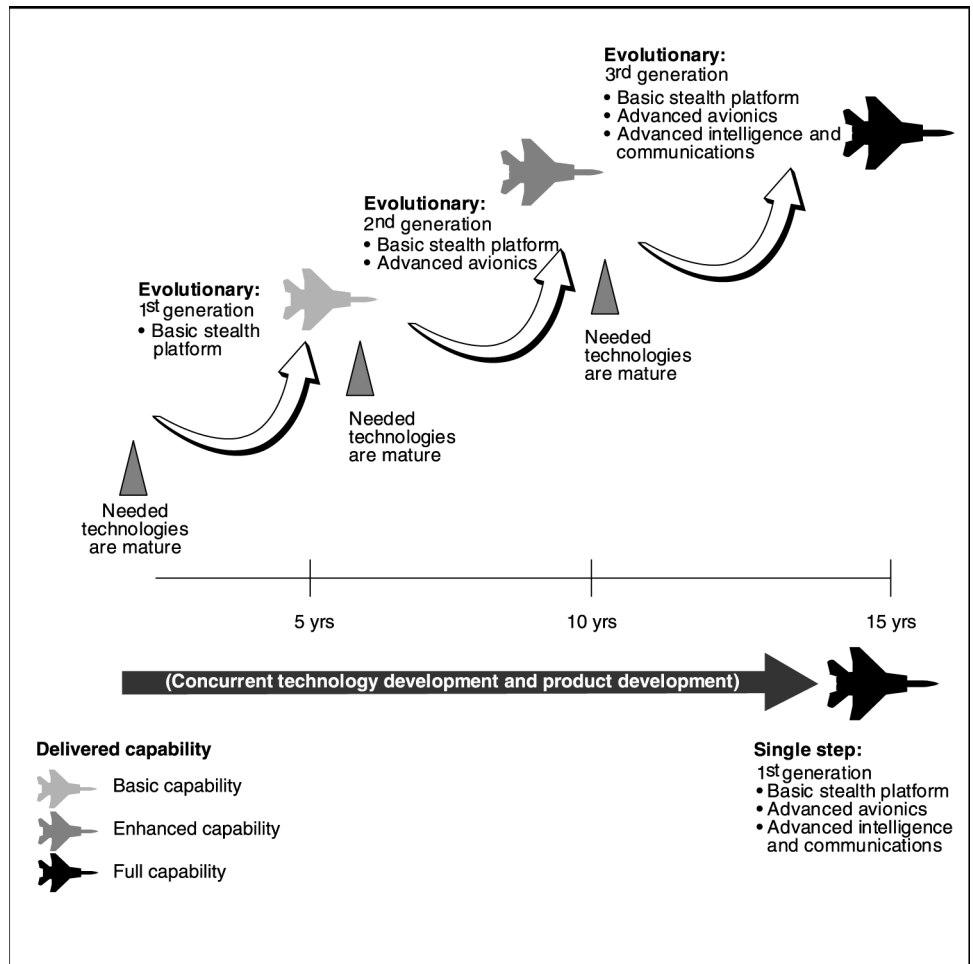 Evolutionary:
3rd generation
• Basic stealth platform
• Advanced avionics
• Advanced intelligence and
communications
Evolutionary:
2nd generation
• Basic stealth platform
• Advanced avionics
Evolutionary:
1st generation
• Basic stealth
platform
Needed
technologies
are mature
Needed
technologies
are mature
Needed
technologies
are mature
5 yrs
10 yrs
15 yrs
(Concurrent technology development and product development)
Delivered capability
Basic capability
Enhanced capability
Full capability
Single step:
1st generation
• Basic stealth platform
• Advanced avionics
• Advanced intelligence
and communications